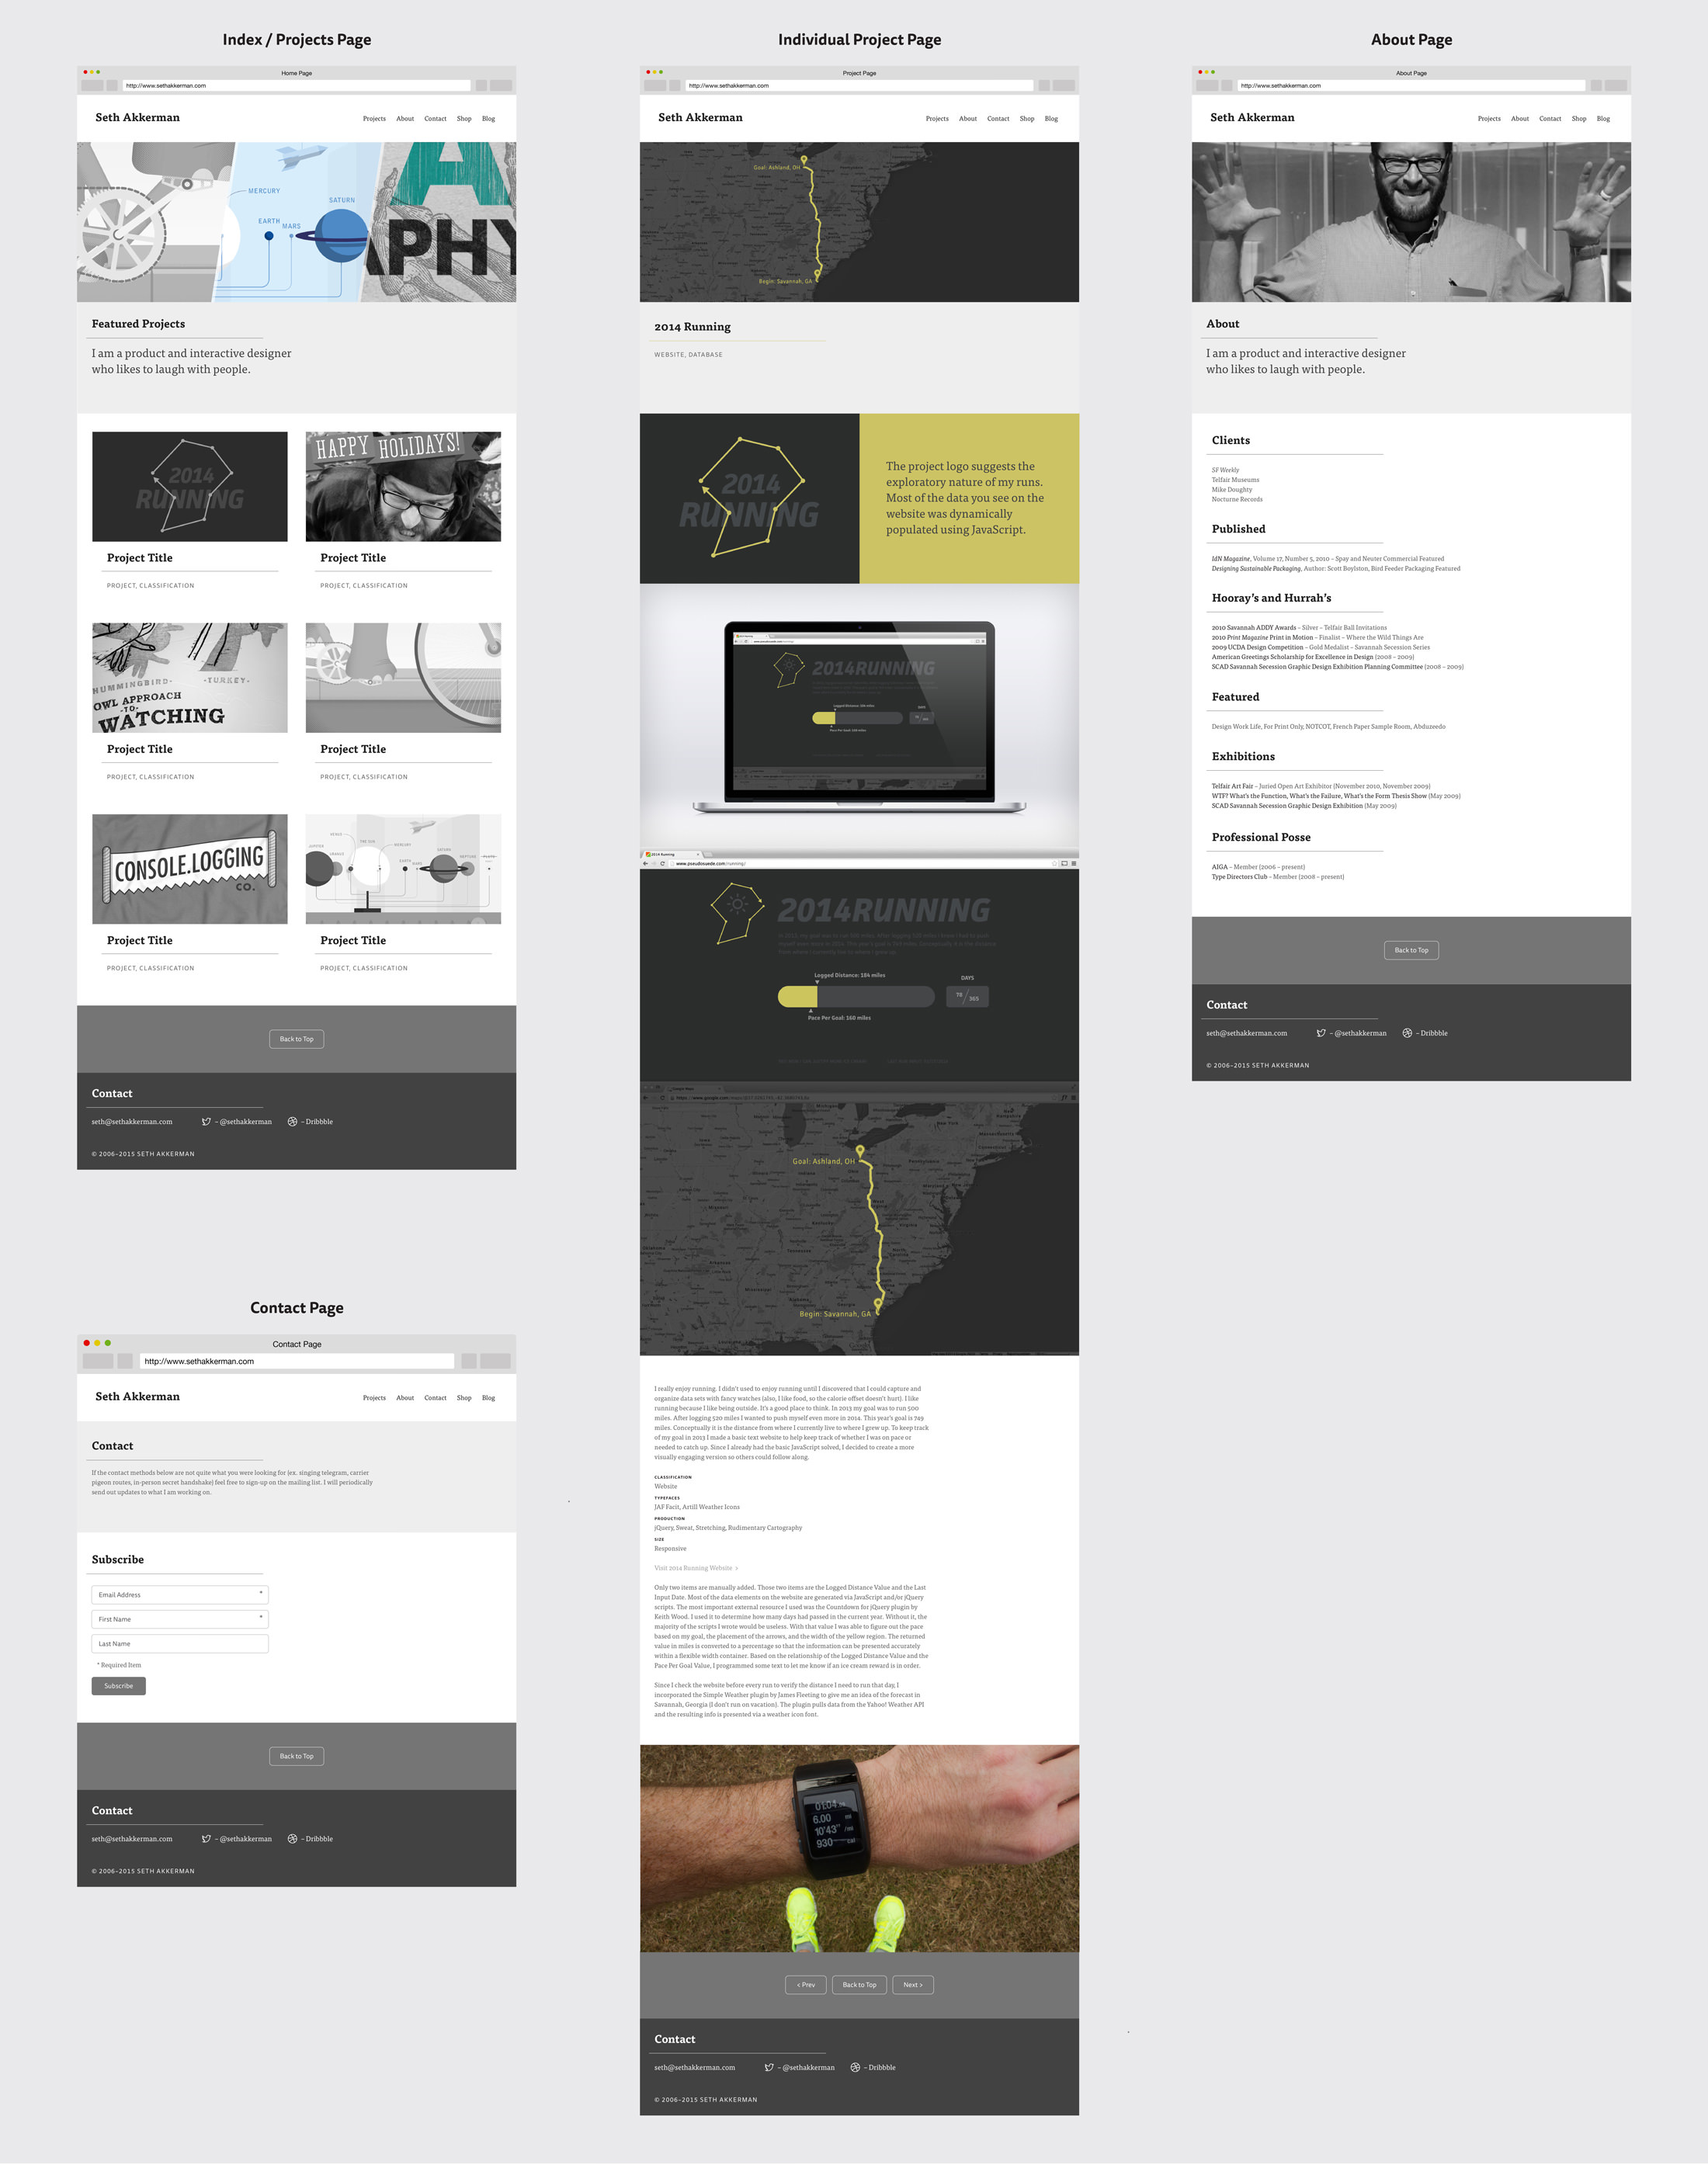 Index / Projects Page
Home Page
http://www.sethakkerman.com
Seth Akkerman
Projects About Contact Shop Blog
MERCURY
SATURN
EARTH
MARS
A
PHY
Featured Projects
I am a product and interactive designer
who likes to laugh with people.
2014
RUNNING
HAPPY HOLIDAYS!
Project Title
PROJECT, CLASSIFICATION
Project Title
PROJECT, CLASSIFICATION
HUMMINGBIRD- -TURKEY-
OWL APPROACH
-TO-
WATCHING
Project Title
PROJECT, CLASSIFICATION
Project Title
PROJECT, CLASSIFICATION
CONSOLE.LOGGING
CO.
VENUS
THE SUN
MERCURY
JUPITER
URANUS
EARTH
MARS
SATURN
NEPTUNE
Project Title
PROJECT, CLASSIFICATION
Project Title
PROJECT, CLASSIFICATION
Back to Top
Contact
seth@sethakkerman.com – @sethakkerman – Dribbble
© 2006–2015 SETH AKKERMAN
Contact Page
Contact Page
http://www.sethakkerman.com
Seth Akkerman
Projects About Contact Shop Blog
Contact
If the contact methods below are not quite what you were looking for (ex. singing telegram, carrier
pigeon routes, in-person secret handshake) feel free to sign-up on the mailing list. I will periodically
send out updates to what I am working on.
Subscribe
Email Address *
First Name *
Last Name
* Required Item
Subscribe
Back to Top
Contact
seth@sethakkerman.com – @sethakkerman – Dribbble
© 2006–2015 SETH AKKERMAN
Individual Project Page
Project Page
http://www.sethakkerman.com
Seth Akkerman
Projects About Contact Shop Blog
Goal: Ashland, OH
Begin: Savannah, GA
2014 Running
WEBSITE, DATABASE
2014
RUNNING
The project logo suggests the
exploratory nature of my runs.
Most of the data you see on the
website was dynamically
populated using JavaScript.
www.pseudosuede.com/running/
2014RUNNING
Logged Distance: 184 miles
DAYS
Pace Per Goal: 160 miles
2014 Running
www.pseudosuede.com/running/
2014RUNNING
Logged Distance: 184 miles
DAYS
78/365
Pace Per Goal: 160 miles
Goal: Ashland, OH
Begin: Savannah, GA
I really enjoy running. I didn't used to enjoy running until I discovered that I could capture and
organize data sets with fancy watches (also, I like food, so the calorie offset doesn't hurt). I like
running because I like being outside. It's a good place to think. In 2013 my goal was to run 500
miles. After logging 520 miles I wanted to push myself even more in 2014. This year's goal is 749
miles. Conceptually it is the distance from where I currently live to where I grew up. To keep track
of my goal in 2013 I made a basic text website to help keep track of whether I was on pace or
needed to catch up. Since I already had the basic JavaScript solved, I decided to create a more
visually engaging version so others could follow along.
CLASSIFICATION
Website
TYPEFACES
JAF Facit, Artill Weather Icons
PRODUCTION
jQuery, Sweat, Stretching, Rudimentary Cartography
SIZE
Responsive
Visit 2014 Running Website >
Only two items are manually added. Those two items are the Logged Distance Value and the Last
Input Date. Most of the data elements on the website are generated via JavaScript and/or jQuery
scripts. The most important external resource I used was the Countdown for jQuery plugin by
Keith Wood. I used it to determine how many days had passed in the current year. Without it, the
majority of the scripts I wrote would be useless. With that value I was able to figure out the pace
based on my goal, the placement of the arrows, and the width of the yellow region. The returned
value in miles is converted to a percentage so that the information can be presented accurately
within a flexible width container. Based on the relationship of the Logged Distance Value and the
Pace Per Goal Value, I programmed some text to let me know if an ice cream reward is in order.
Since I check the website before every run to verify the distance I need to run that day, I
incorporated the Simple Weather plugin by James Fleeting to give me an idea of the forecast in
Savannah, Georgia (I don't run on vacation). The plugin pulls data from the Yahoo! Weather API
and the resulting info is presented via a weather icon font.
01:04
6.00 mi
10'43" /mi
930 cal
< Prev Back to Top Next >
Contact
seth@sethakkerman.com – @sethakkerman – Dribbble
© 2006–2015 SETH AKKERMAN
About Page
About Page
http://www.sethakkerman.com
Seth Akkerman
Projects About Contact Shop Blog
About
I am a product and interactive designer
who likes to laugh with people.
Clients
SF Weekly
Telfair Museums
Mike Doughty
Nocturne Records
Published
IdN Magazine, Volume 17, Number 5, 2010 – Spay and Neuter Commercial Featured
Designing Sustainable Packaging, Author: Scott Boylston, Bird Feeder Packaging Featured
Hooray's and Hurrah's
2010 Savannah ADDY Awards – Silver – Telfair Ball Invitations
2010 Print Magazine Print in Motion – Finalist – Where the Wild Things Are
2009 UCDA Design Competition – Gold Medalist – Savannah Secession Series
American Greetings Scholarship for Excellence in Design (2008 – 2009)
SCAD Savannah Secession Graphic Design Exhibition Planning Committee (2008 – 2009)
Featured
Design Work Life, For Print Only, NOTCOT, French Paper Sample Room, Abduzeedo
Exhibitions
Telfair Art Fair – Juried Open Art Exhibitor (November 2010, November 2009)
WTF? What's the Function, What's the Failure, What's the Form Thesis Show (May 2009)
SCAD Savannah Secession Graphic Design Exhibition (May 2009)
Professional Posse
AIGA – Member (2006 – present)
Type Directors Club – Member (2008 – present)
Back to Top
Contact
seth@sethakkerman.com – @sethakkerman – Dribbble
© 2006–2015 SETH AKKERMAN